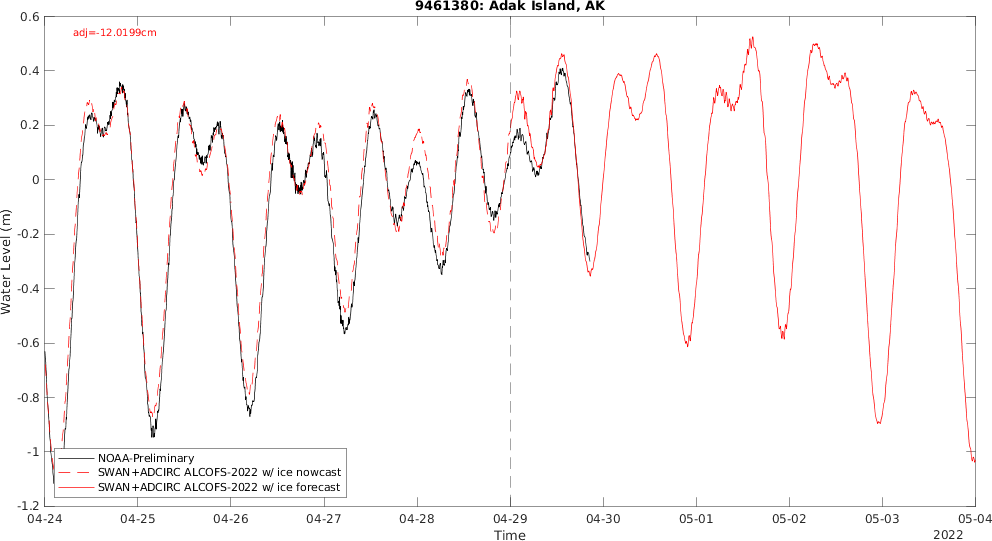 9461380: Adak Island, AK
adj=-12.0199cm
0.6
0.4
0.2
0
-0.2
-0.4
-0.6
-0.8
-1
-1.2
Water Level (m)
NOAA-Preliminary
SWAN+ADCIRC ALCOFS-2022 w/ ice nowcast
SWAN+ADCIRC ALCOFS-2022 w/ ice forecast
04-24 04-25 04-26 04-27 04-28 04-29 04-30 05-01 05-02 05-03 05-04
Time
2022